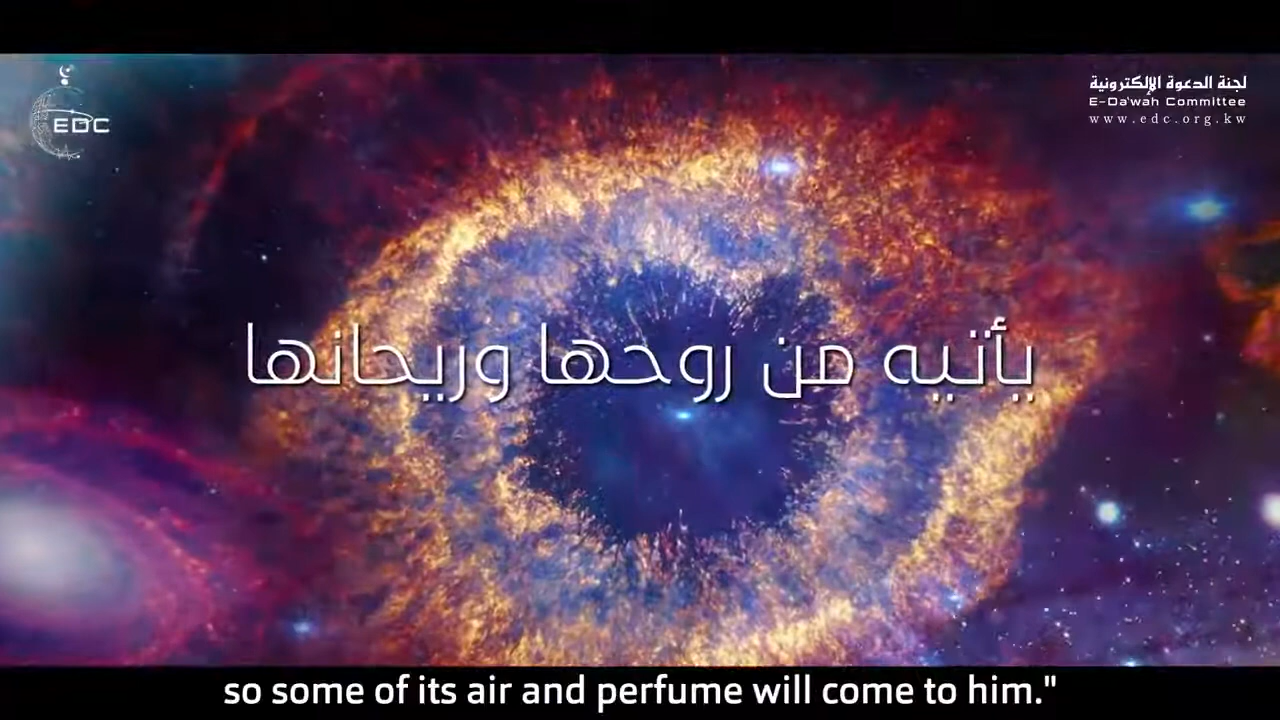 EDC
لجنة الدعوة الإلكترونية
E-Da'wah Committee
www.edc.org.kw
يأتيه من روحها وريحانها
so some of its air and perfume will come to him."